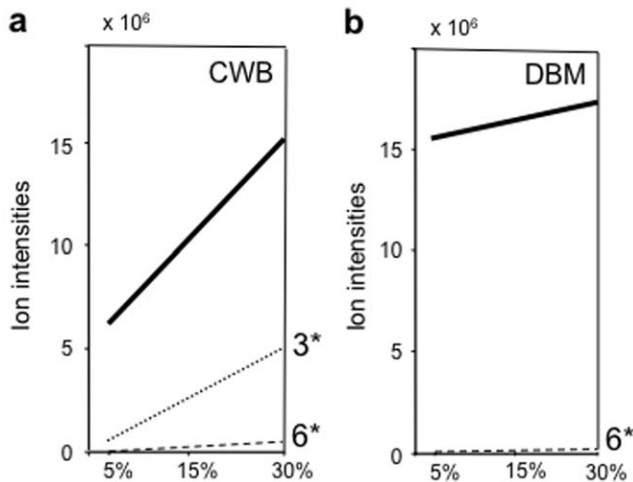 a
x 10⁶
CWB
15
10
5
0
Ion intensities
3*
6*
5% 15% 30%
b
x 10⁶
DBM
15
10
5
0
Ion intensities
6*
5% 15% 30%